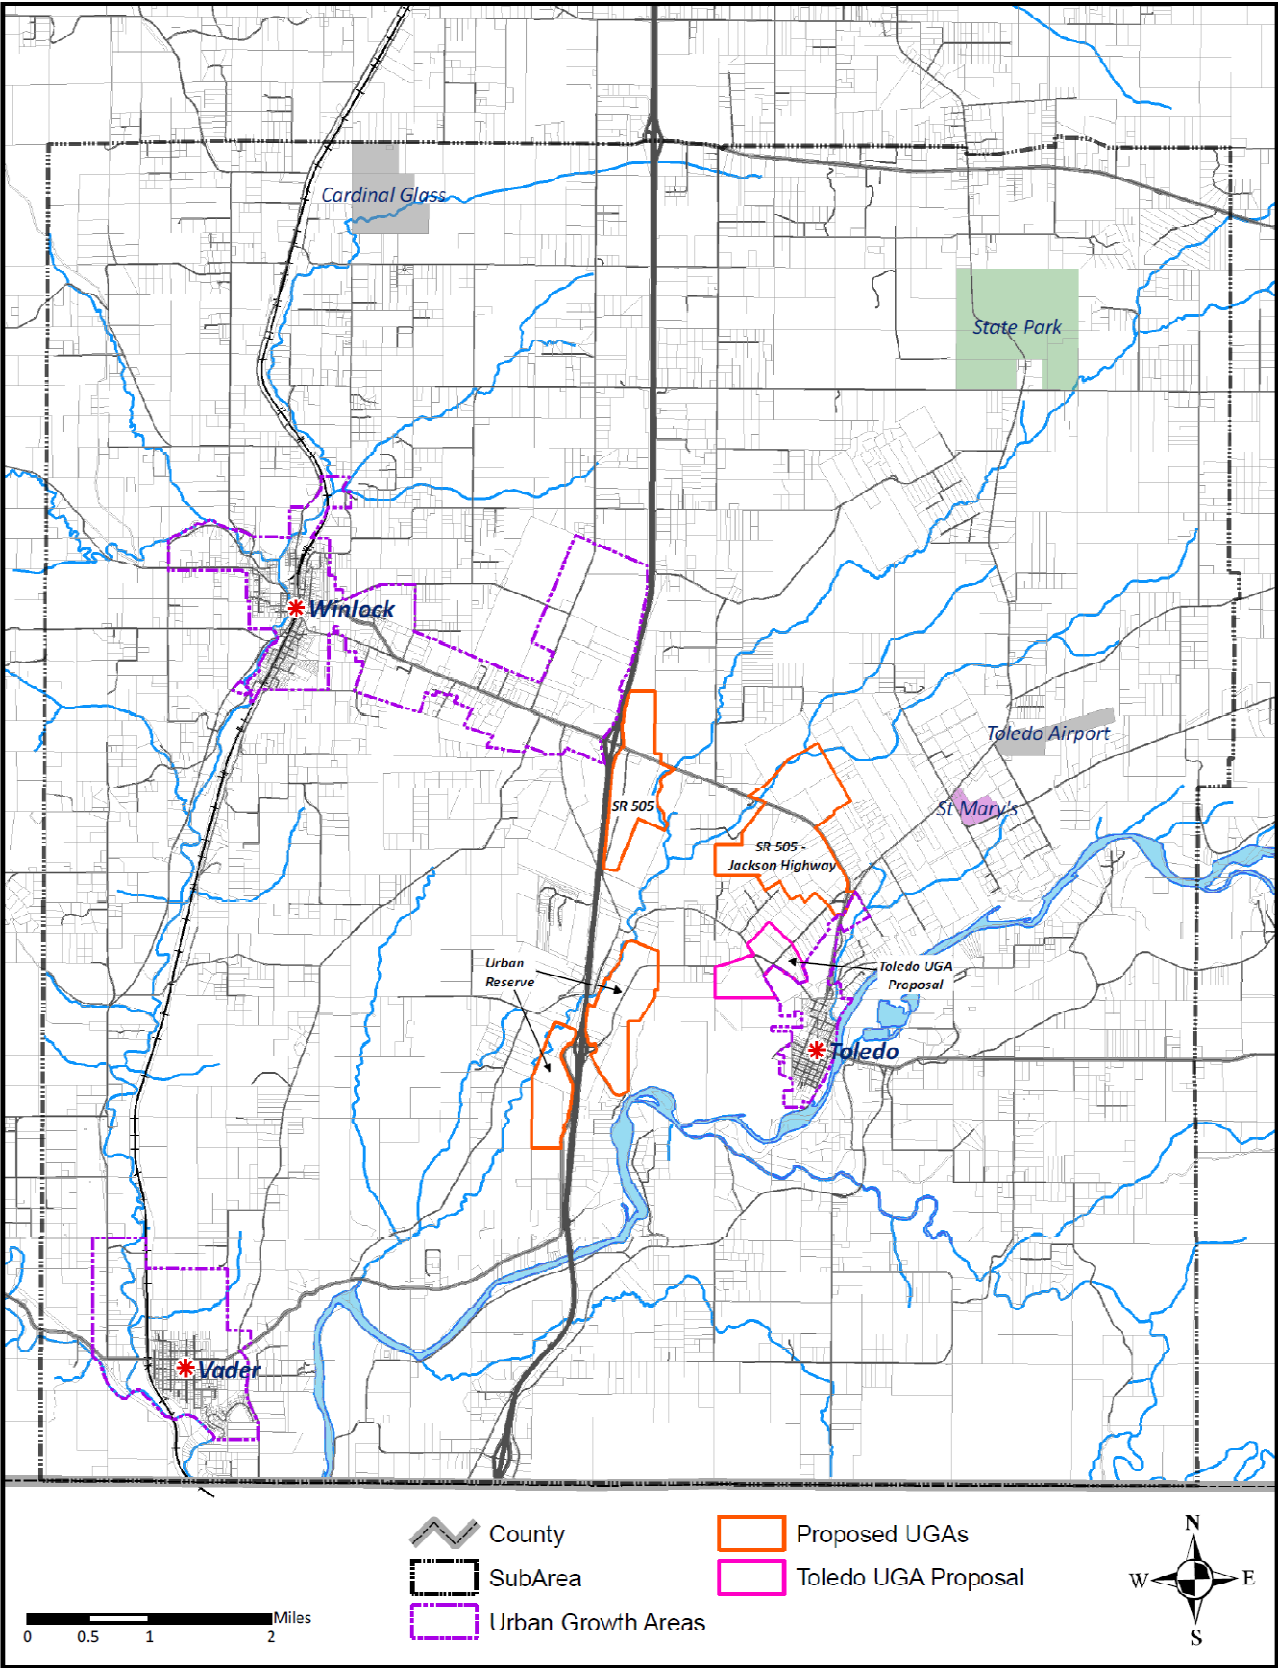 Cardinal Glass
State Park
Winlock
Toledo Airport
SR 505
St Mary's
SR 505 -
Jackson Highway
Urban
Reserve
Toledo UGA
Proposal
Toledo
Vader
County
SubArea
Urban Growth Areas
Proposed UGAs
Toledo UGA Proposal
Miles
0 0.5 1 2
N
W E
S